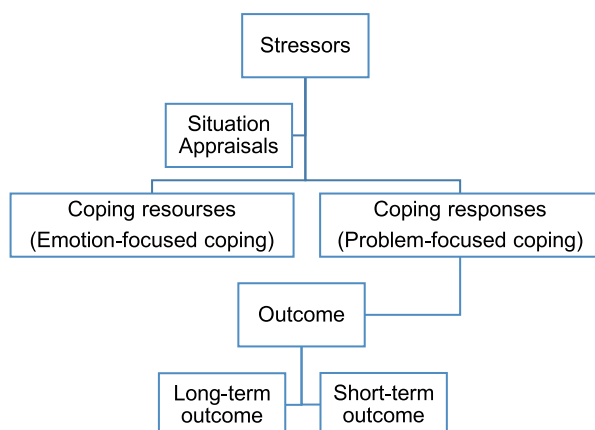 Stressors
Situation
Appraisals
Coping resourses
(Emotion-focused coping)
Coping responses
(Problem-focused coping)
Outcome
Long-term
outcome
Short-term
outcome